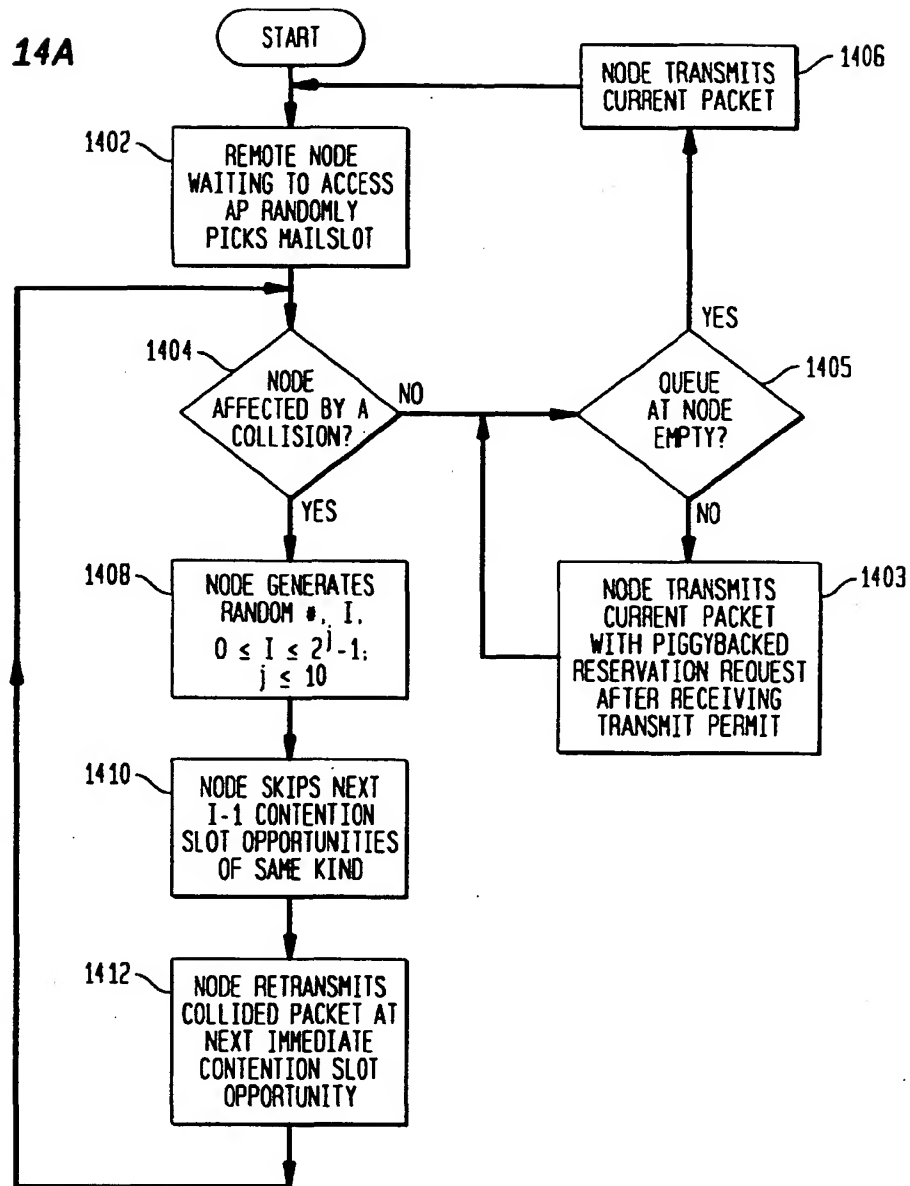 14A
START
1402
REMOTE NODE
WAITING TO ACCESS
AP RANDOMLY
PICKS MAILSLOT
NODE TRANSMITS
CURRENT PACKET
1406
1404
NODE
AFFECTED BY A
COLLISION?
NO
YES
QUEUE
AT NODE
EMPTY?
1405
YES
NO
1408
NODE GENERATES
RANDOM #, I,
0 ≤ I ≤ 2^j-1;
j ≤ 10
1403
NODE TRANSMITS
CURRENT PACKET
WITH PIGGYBACKED
RESERVATION REQUEST
AFTER RECEIVING
TRANSMIT PERMIT
1410
NODE SKIPS NEXT
I-1 CONTENTION
SLOT OPPORTUNITIES
OF SAME KIND
1412
NODE RETRANSMITS
COLLIDED PACKET AT
NEXT IMMEDIATE
CONTENTION SLOT
OPPORTUNITY